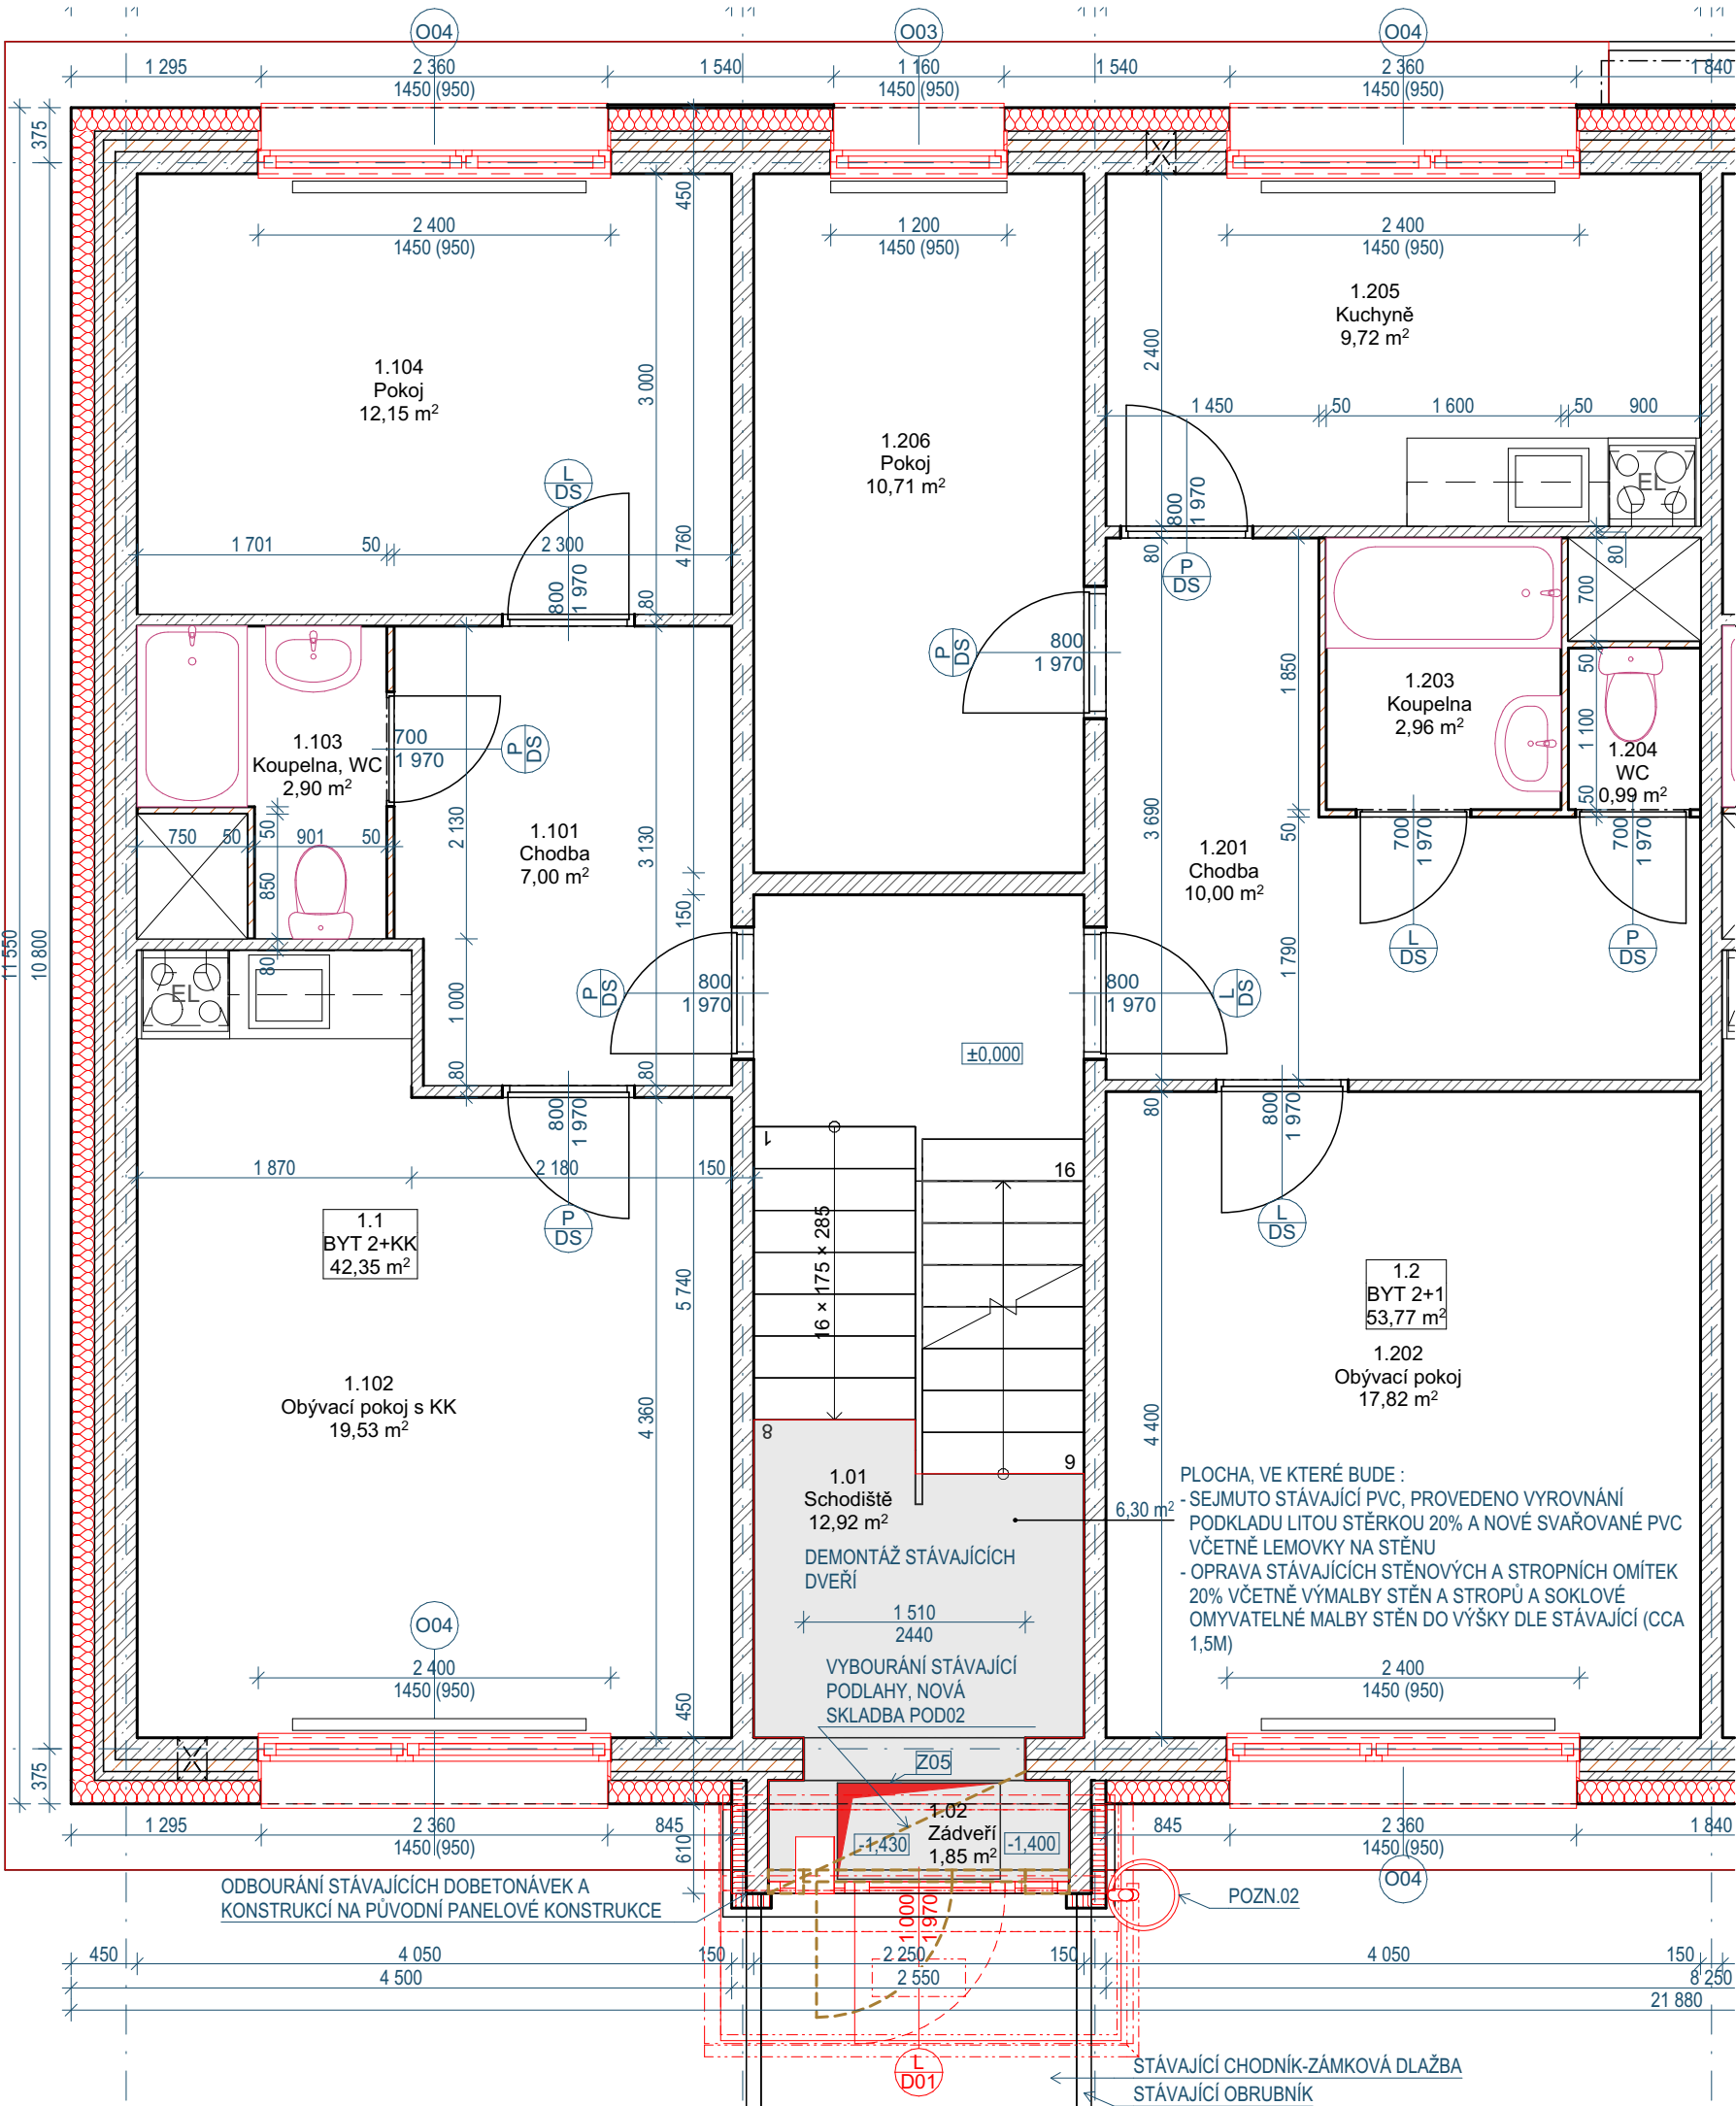 O04
O03
O04
1 295
2 360
1450 (950)
1 540
1 160
1450 (950)
1 540
2 360
1450 (950)
1 840
375
450
2 400
1450 (950)
1 200
1450 (950)
2 400
1450 (950)
1.205
Kuchyně
9,72 m²
1.104
Pokoj
12,15 m²
3 000
2 400
1 450
50
1 600
50
900
1.206
Pokoj
10,71 m²
L
DS
800
1 970
EL
1 701
50
2 300
4 760
800
1 970
80
80
80
P
DS
700
P
DS
800
1 970
1 850
50
1.203
Koupelna
2,96 m²
1 100
1.204
WC
0,99 m²
50
1.103
Koupelna, WC
2,90 m²
700
1 970
P
DS
750
50
50
901
50
850
2 130
1.101
Chodba
7,00 m²
3 130
3 690
50
1.201
Chodba
10,00 m²
700
1 970
700
1 970
150
L
DS
P
DS
11 550
10 800
80
EL
1 000
P
DS
800
1 970
800
1 970
L
DS
1 790
±0,000
80
80
80
800
1 970
800
1 970
1
16
1 870
2 180
150
P
DS
L
DS
1.1
BYT 2+KK
42,35 m²
16 × 175 × 285
5 740
1.2
BYT 2+1
53,77 m²
1.202
Obývací pokoj
17,82 m²
1.102
Obývací pokoj s KK
19,53 m²
4 360
4 400
8
9
1.01
Schodiště
12,92 m²
6,30 m²
PLOCHA, VE KTERÉ BUDE :
- SEJMUTO STÁVAJÍCÍ PVC, PROVEDENO VYROVNÁNÍ
PODKLADU LITOU STĚRKOU 20% A NOVÉ SVAŘOVANÉ PVC
VČETNĚ LEMOVKY NA STĚNU
- OPRAVA STÁVAJÍCÍCH STĚNOVÝCH A STROPNÍCH OMÍTEK
20% VČETNĚ VÝMALBY STĚN A STROPŮ A SOKLOVÉ
OMYVATELNÉ MALBY STĚN DO VÝŠKY DLE STÁVAJÍCÍ (CCA
1,5M)
DEMONTÁŽ STÁVAJÍCÍCH
DVEŘÍ
1 510
2440
O04
2 400
1450 (950)
VYBOURÁNÍ STÁVAJÍCÍ
PODLAHY, NOVÁ
SKLADBA POD02
450
2 400
1450 (950)
Z05
375
1.02
Zádveří
1,85 m²
-1,430
-1,400
1 295
2 360
1450 (950)
845
610
845
2 360
1450 (950)
1 840
O04
ODBOURÁNÍ STÁVAJÍCÍCH DOBETONÁVEK A
KONSTRUKCÍ NA PŮVODNÍ PANELOVÉ KONSTRUKCE
1 000
1 970
POZN.02
450
4 050
150
2 250
150
4 050
150
4 500
2 550
8 250
21 880
L
D01
STÁVAJÍCÍ CHODNÍK-ZÁMKOVÁ DLAŽBA
STÁVAJÍCÍ OBRUBNÍK